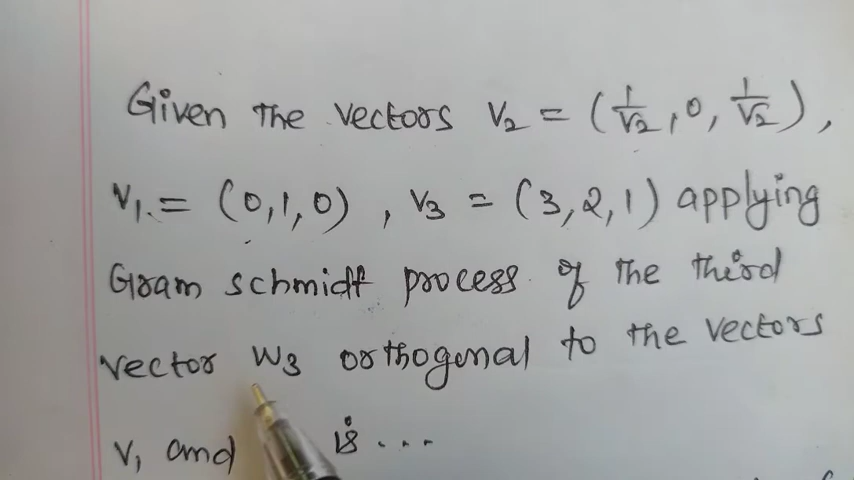 Given the vectors V₂ = (1/√2, 0, 1/√2),
V₁ = (0,1,0), V₃ = (3,2,1) applying
Gram schmidt process of the third
vector W₃ orthogonal to the vectors
V₁ and is ...